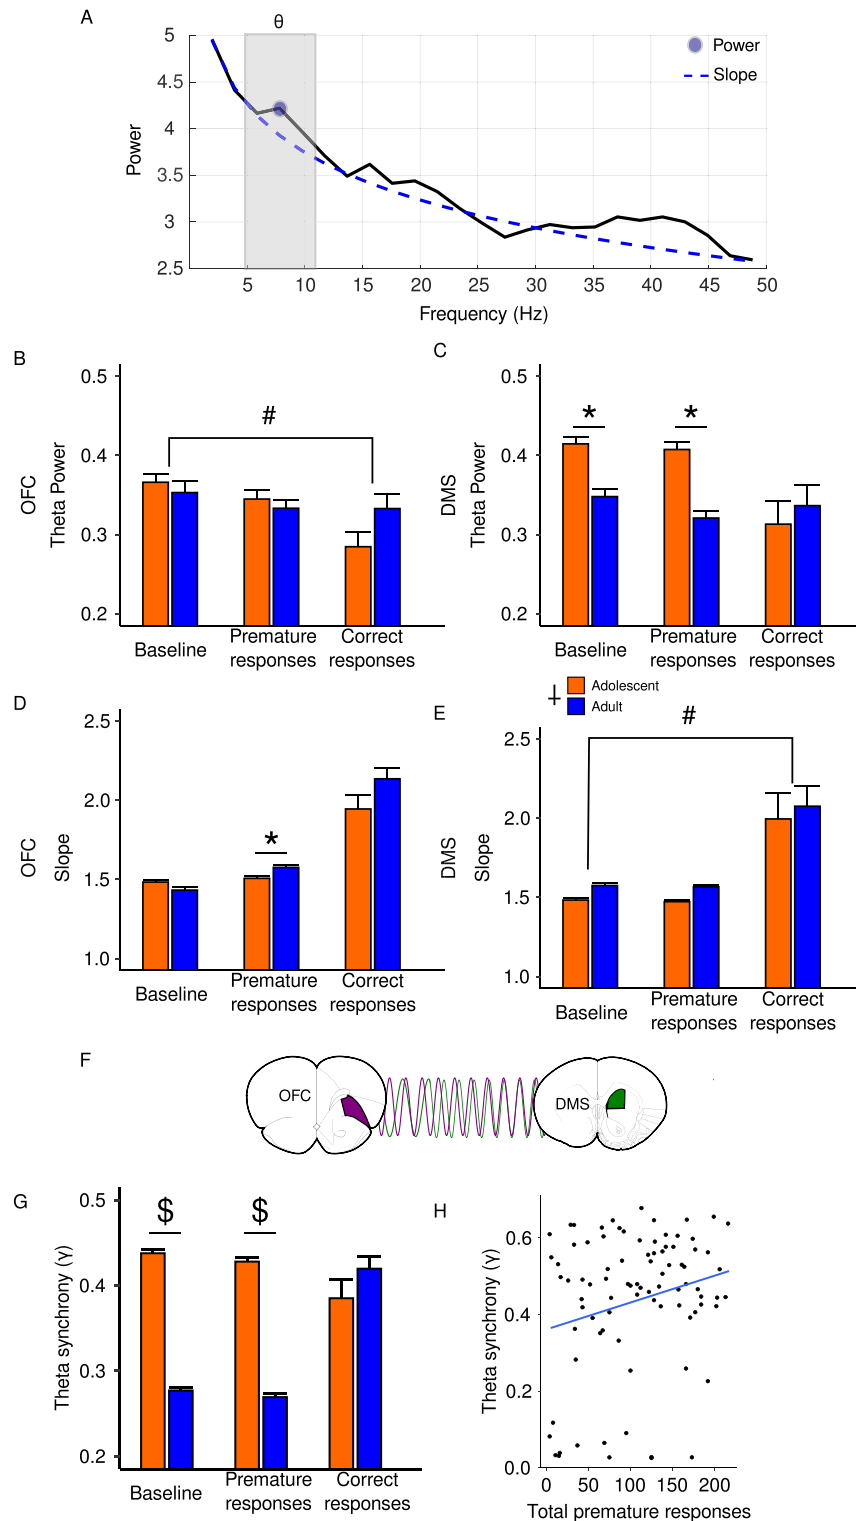 A
θ
5
4.5
4
3.5
3
2.5
Power
Power
Slope
5 10 15 20 25 30 35 40 45 50
Frequency (Hz)
B
OFC
Theta Power
0.5
0.4
0.3
0.2
#
Baseline
Premature responses
Correct responses
C
DMS
Theta Power
0.5
0.4
0.3
0.2
* *
Baseline
Premature responses
Correct responses
D
OFC
Slope
2.5
2.0
1.5
1.0
*
Baseline
Premature responses
Correct responses
Adolescent
Adult
E
DMS
Slope
2.5
2.0
1.5
1.0
#
Baseline
Premature responses
Correct responses
F
OFC
DMS
G
Theta synchrony (γ)
0.5
0.4
0.3
0.2
$ $
Baseline
Premature responses
Correct responses
H
Theta synchrony (γ)
0.6
0.4
0.2
0.0
0 50 100 150 200
Total premature responses